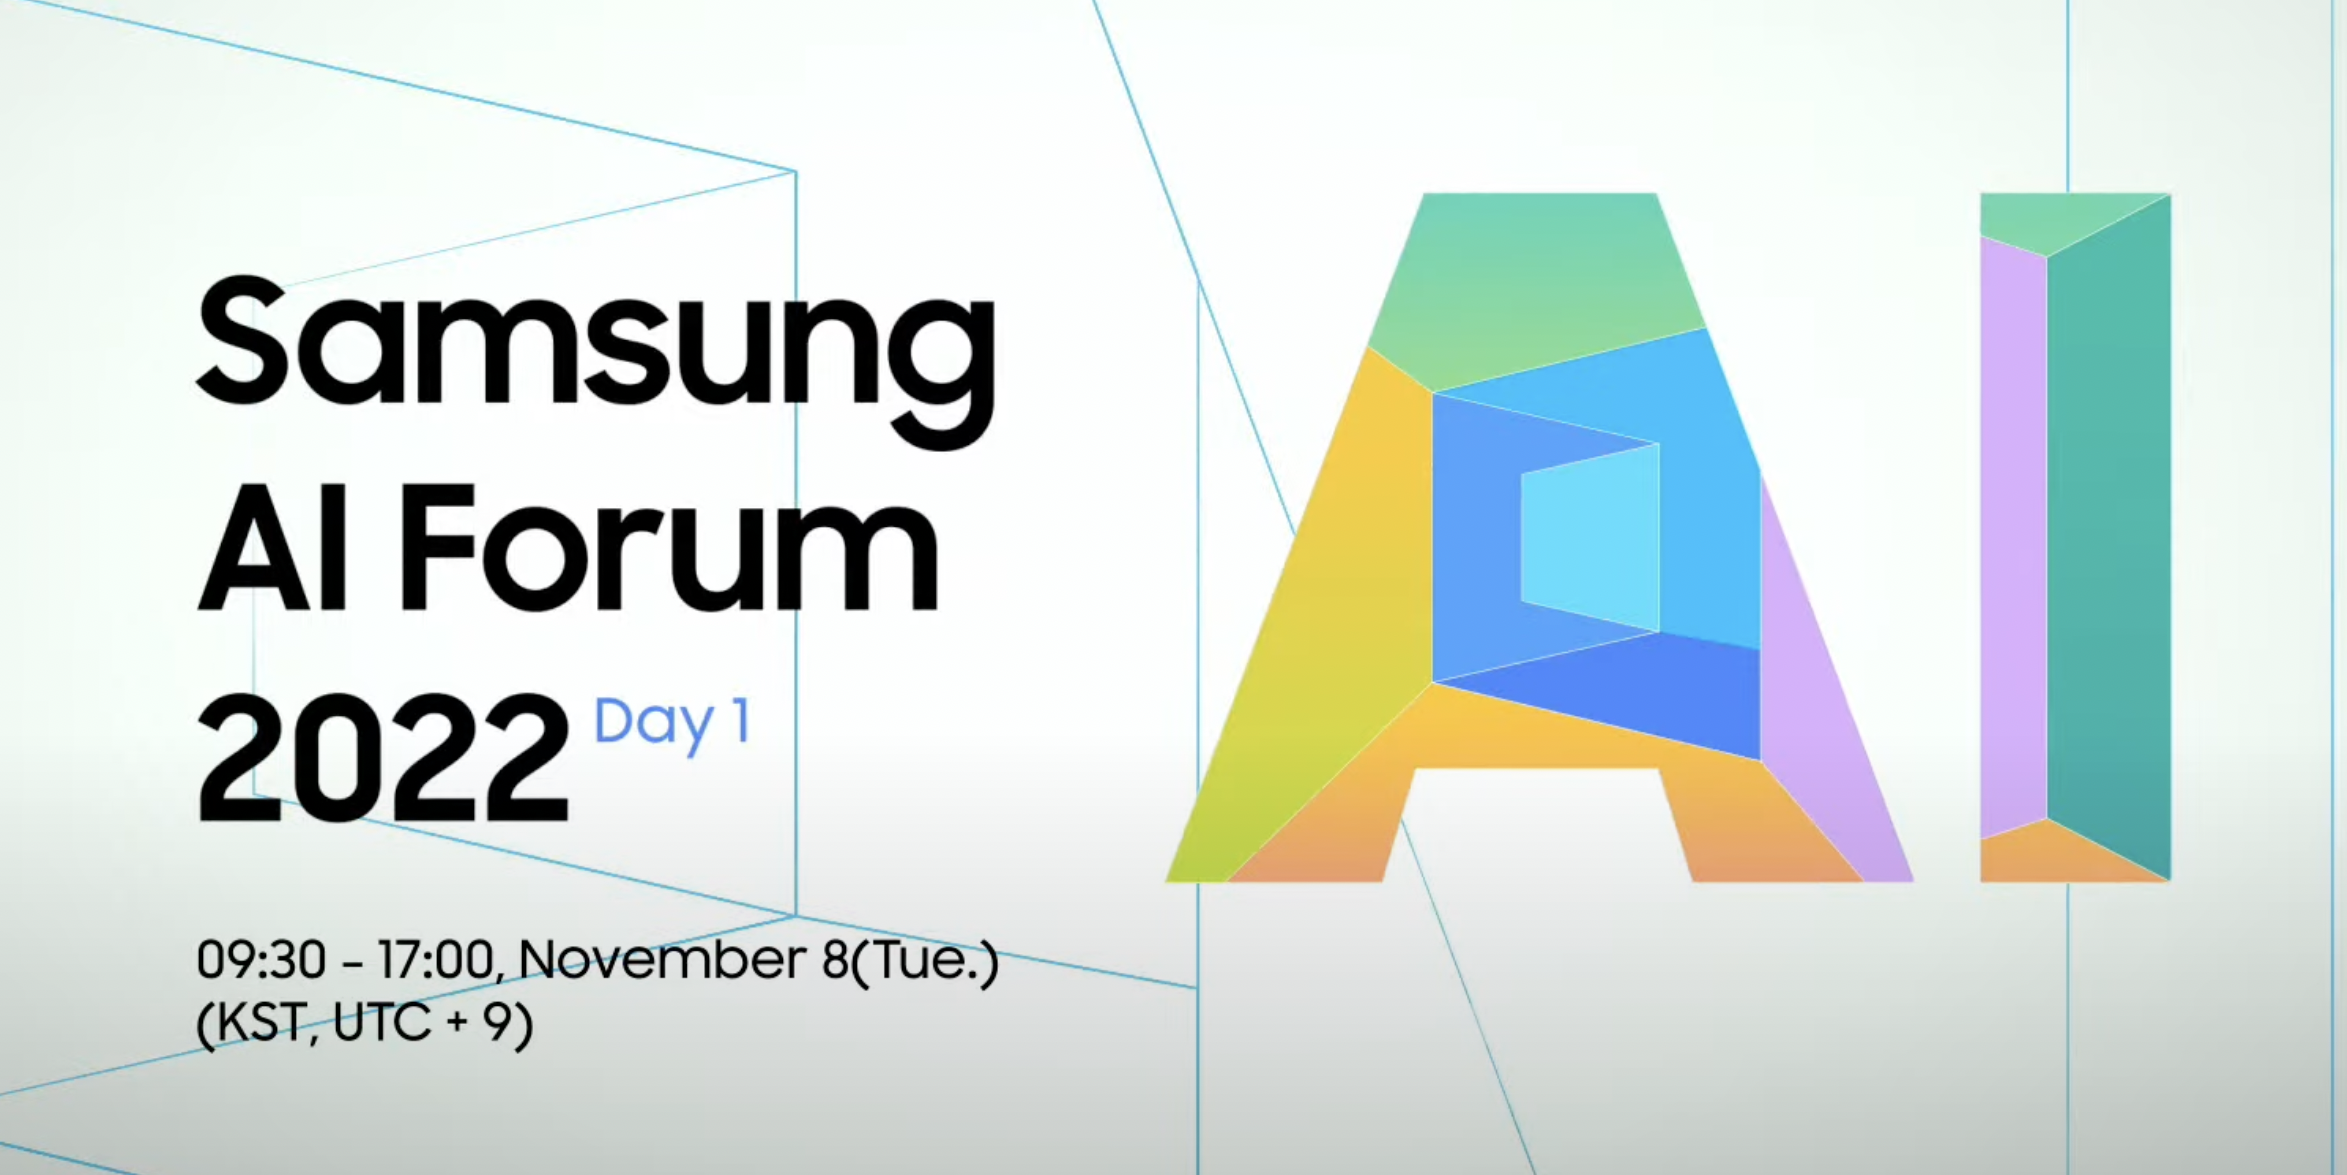 Samsung
AI Forum
2022 Day 1
09:30 - 17:00, November 8(Tue.)
(KST, UTC + 9)
AI